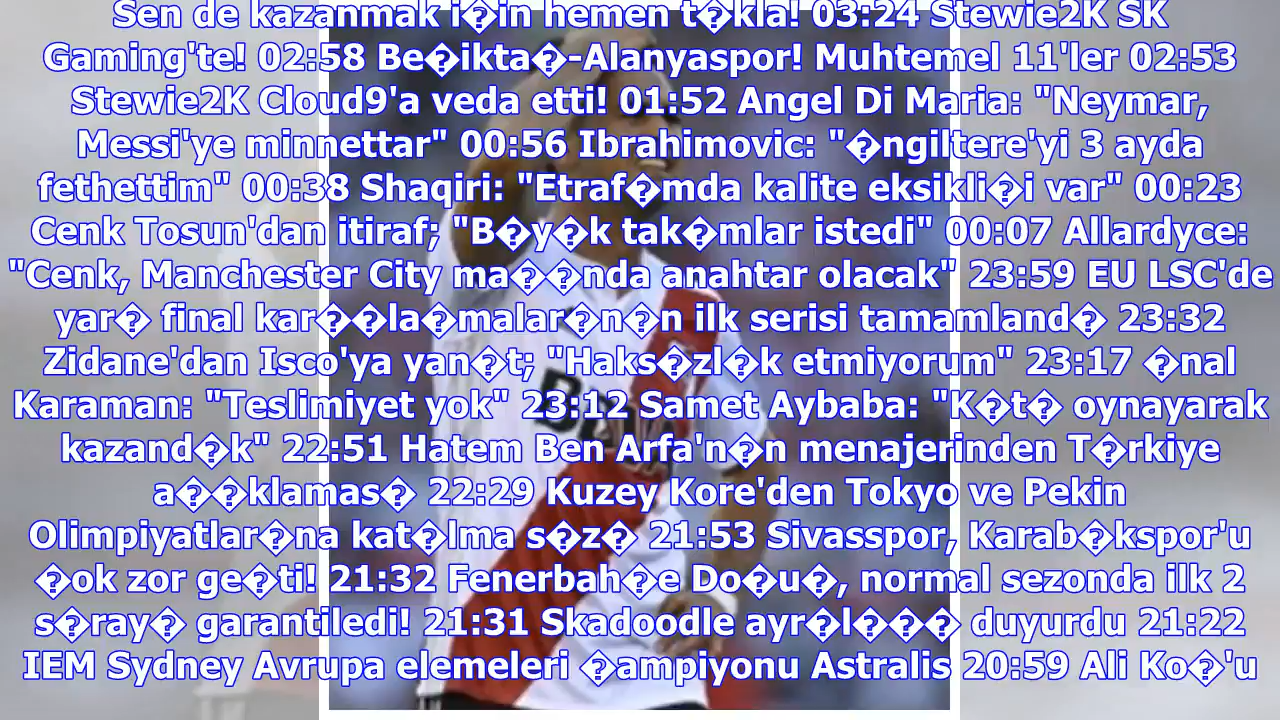 Sen de kazanmak i�in hemen t�kla! 03:24 Stewie2K SK
Gaming'te! 02:58 Be�ikta�-Alanyaspor! Muhtemel 11'ler 02:53
Stewie2K Cloud9'a veda etti! 01:52 Angel Di Maria: "Neymar,
Messi'ye minnettar" 00:56 Ibrahimovic: "�ngiltere'yi 3 ayda
fethettim" 00:38 Shaqiri: "Etraf�mda kalite eksikli�i var" 00:23
Cenk Tosun'dan itiraf; "B�y�k tak�mlar istedi" 00:07 Allardyce:
"Cenk, Manchester City ma��nda anahtar olacak" 23:59 EU LSC'de
yar� final kar��la�malar�n�n ilk serisi tamamland� 23:32
Zidane'dan Isco'ya yan�t; "Haks�zl�k etmiyorum" 23:17 �nal
Karaman: "Teslimiyet yok" 23:12 Samet Aybaba: "K�t� oynayarak
kazand�k" 22:51 Hatem Ben Arfa'n�n menajerinden T�rkiye
a��klamas� 22:29 Kuzey Kore'den Tokyo ve Pekin
Olimpiyatlar�na kat�lma s�z� 21:53 Sivasspor, Karab�kspor'u
�ok zor ge�ti! 21:32 Fenerbah�e Do�u�, normal sezonda ilk 2
s�ray� garantiledi! 21:31 Skadoodle ayr�l��� duyurdu 21:22
IEM Sydney Avrupa elemeleri �ampiyonu Astralis 20:59 Ali Ko�'u